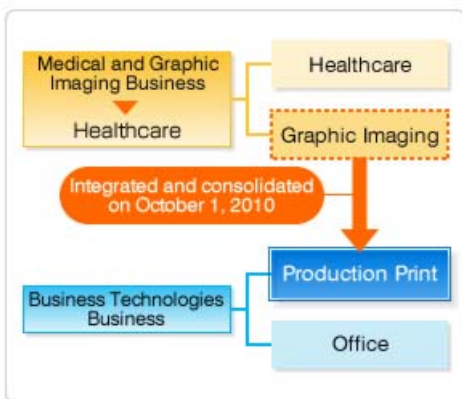 Medical and Graphic
Imaging Business
Healthcare
Healthcare
Graphic Imaging
Integrated and consolidated
on October 1, 2010
Production Print
Business Technologies
Business
Office